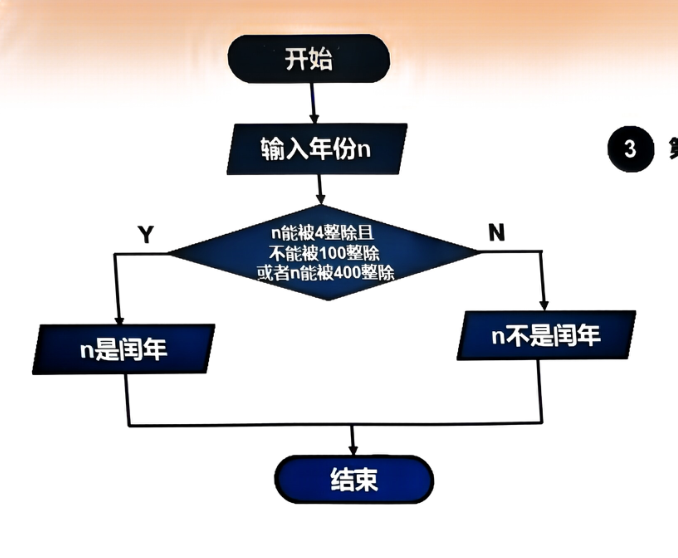 开始
输入年份n
3
Y
N
n能被4整除且
不能被100整除
或者n能被400整除
n是闰年
n不是闰年
结束